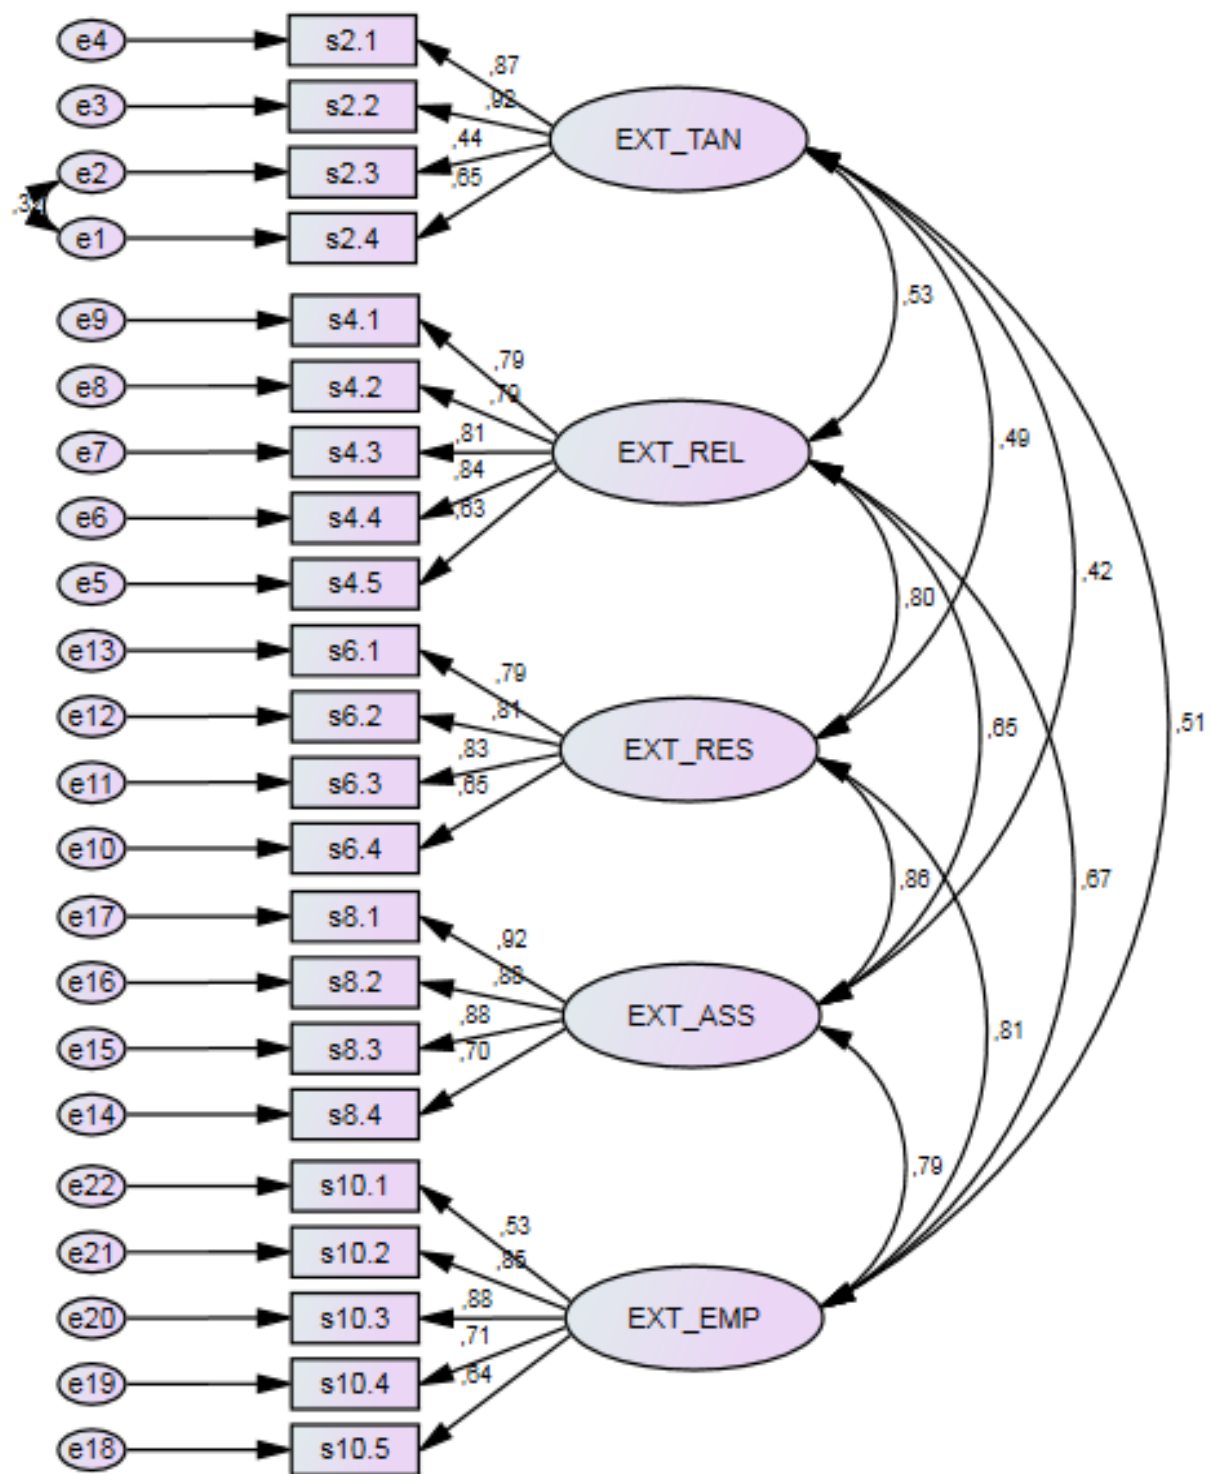 e4 s2.1
,87
e3 s2.2
,92
EXT_TAN
e2 s2.3
,44
,65
e1 s2.4
,53
e9 s4.1
,79
e8 s4.2
,79
e7 s4.3
,81
EXT_REL
,49
e6 s4.4
,84
,63
e5 s4.5
,42
,80
e13 s6.1
,79
e12 s6.2
,81
EXT_RES
,65
,51
e11 s6.3
,83
,65
e10 s6.4
,86
,67
e17 s8.1
,92
e16 s8.2
EXT_ASS
e15 s8.3
,88
,70
,81
e14 s8.4
,79
e22 s10.1
,53
e21 s10.2
,85
e20 s10.3
,88
EXT_EMP
e19 s10.4
,71
,64
e18 s10.5